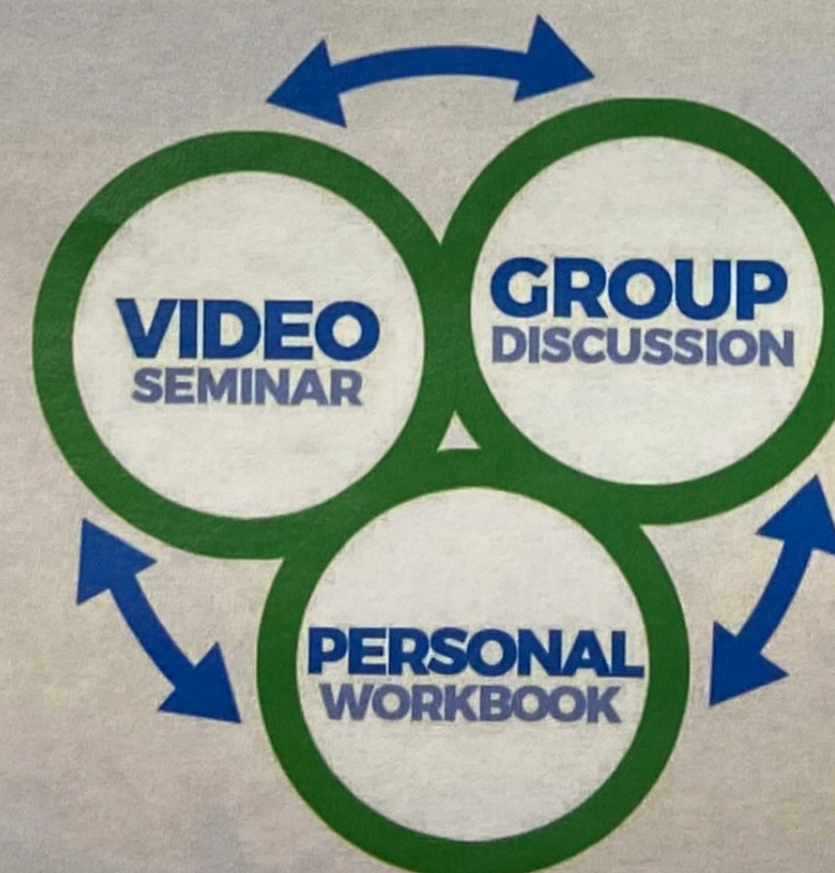 VIDEO
SEMINAR
GROUP
DISCUSSION
PERSONAL
WORKBOOK